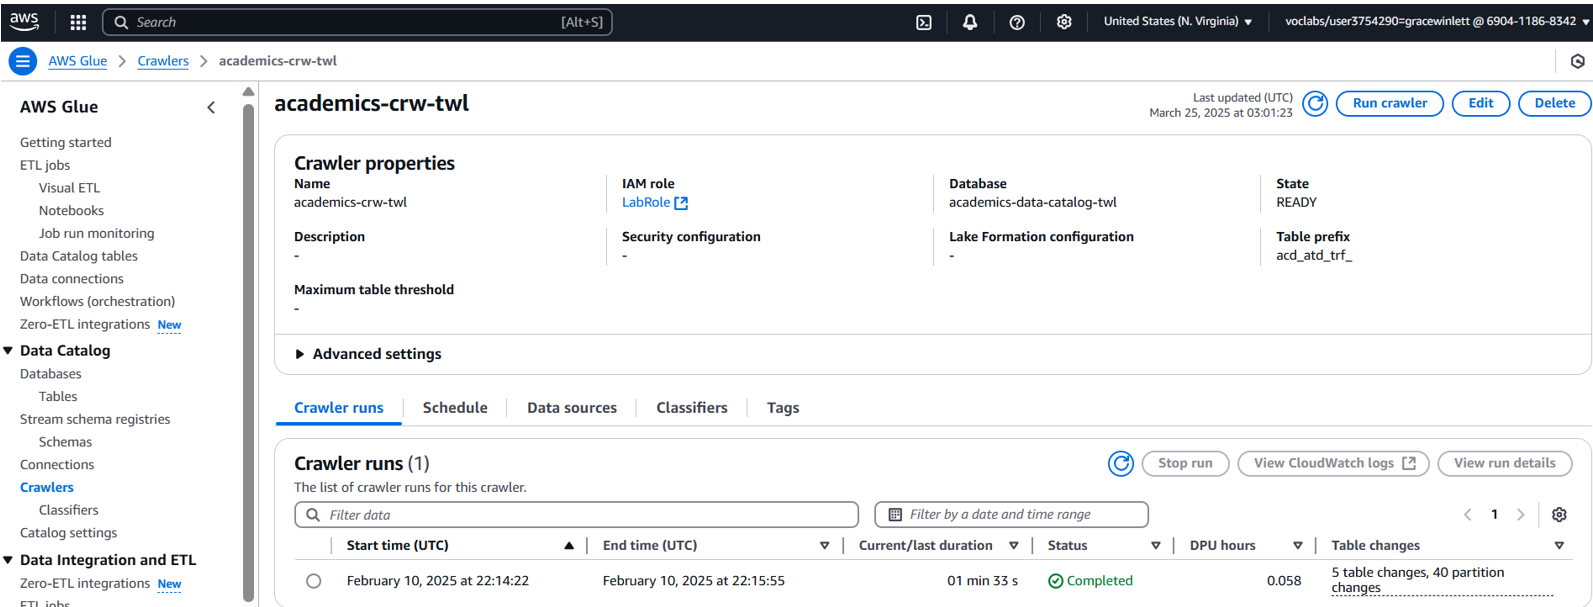 aws
Search [Alt+S] United States (N. Virginia) voclabs/user3754290=gracewinlett @ 6904-1186-8342
AWS Glue > Crawlers > academics-crw-twl
AWS Glue
Getting started
ETL jobs
Visual ETL
Notebooks
Job run monitoring
Data Catalog tables
Data connections
Workflows (orchestration)
Zero-ETL integrations New
Data Catalog
Databases
Tables
Stream schema registries
Schemas
Connections
Crawlers
Classifiers
Catalog settings
Data Integration and ETL
Zero-ETL integrations New
ETL jobs
academics-crw-twl
Last updated (UTC)
March 25, 2025 at 03:01:23
Run crawler Edit Delete
Crawler properties
Name
academics-crw-twl
IAM role
LabRole
Database
academics-data-catalog-twl
State
READY
Description
-
Security configuration
-
Lake Formation configuration
-
Table prefix
acd_atd_trf_
Maximum table threshold
-
Advanced settings
Crawler runs Schedule Data sources Classifiers Tags
Crawler runs (1)
The list of crawler runs for this crawler.
Stop run View CloudWatch logs View run details
Filter data Filter by a date and time range 1
Start time (UTC) End time (UTC) Current/last duration Status DPU hours Table changes
February 10, 2025 at 22:14:22 February 10, 2025 at 22:15:55 01 min 33 s Completed 0.058 5 table changes, 40 partition
changes